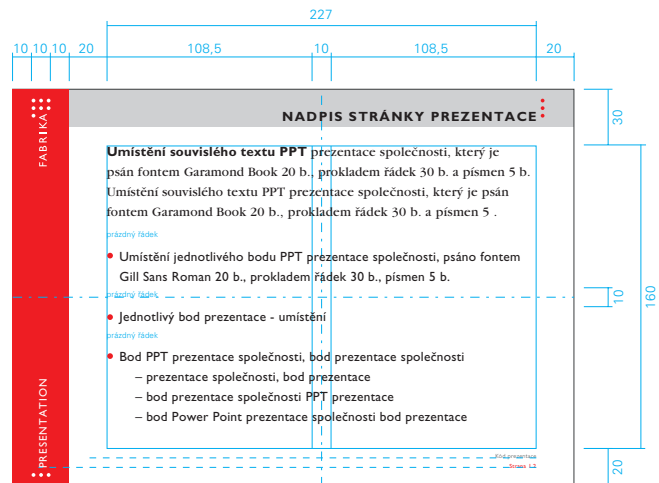 227
10 10 10 20 108,5 10 108,5 20
FABRIKA
NADPIS STRÁNKY PREZENTACE
30
Umístění souvislého textu PPT prezentace společnosti, který je
psán fontem Garamond Book 20 b., prokladem řádek 30 b. a písmen 5 b.
Umístění souvislého textu PPT prezentace společnosti, který je psán
fontem Garamond Book 20 b., prokladem řádek 30 b. a písmen 5 .
prázdný řádek
• Umístění jednotlivého bodu PPT prezentace společnosti, psáno fontem
Gill Sans Roman 20 b., prokladem řádek 30 b., písmen 5 b.
prázdný řádek
10
160
• Jednotlivý bod prezentace - umístění
prázdný řádek
• Bod PPT prezentace společnosti, bod prezentace společnosti
– prezentace společnosti, bod prezentace
– bod prezentace společnosti PPT prezentace
– bod Power Point prezentace společnosti bod prezentace
PRESENTATION
Kód prezentace
Strana 1.2
20